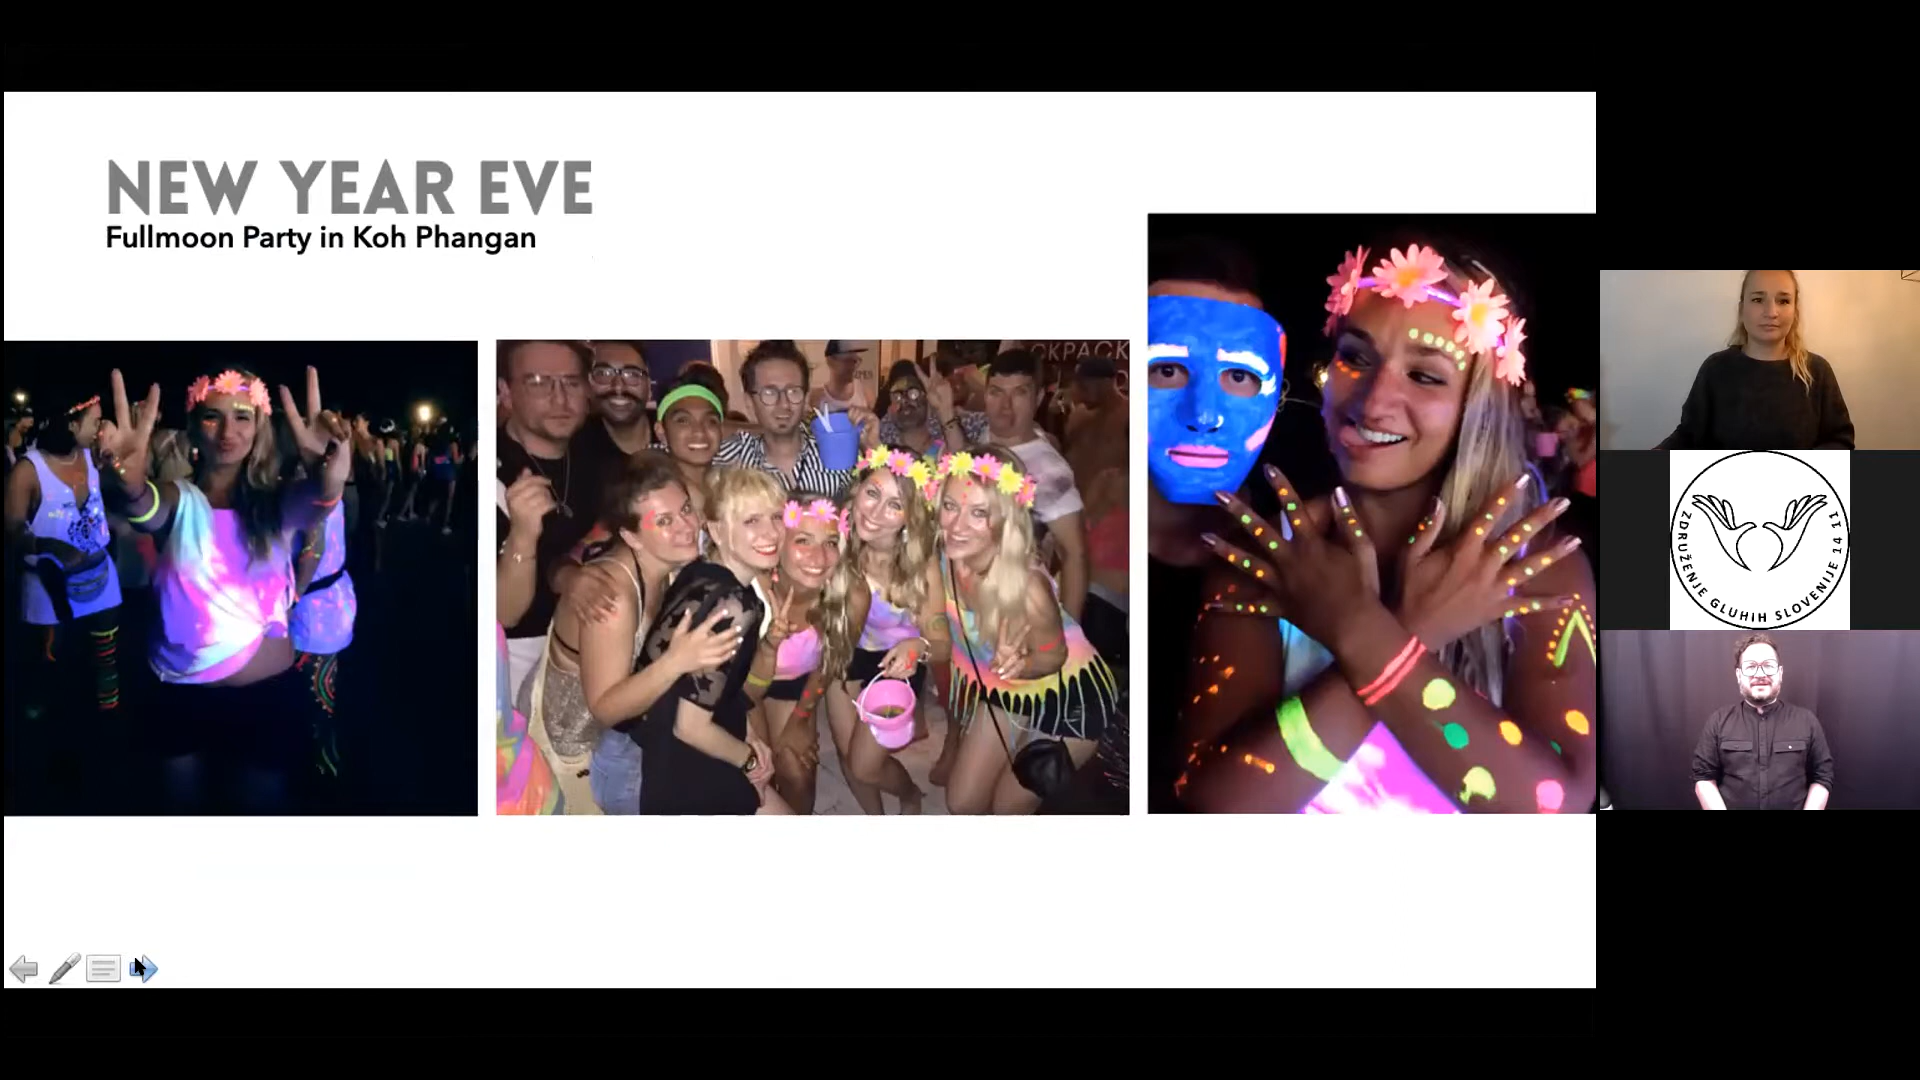 NEW YEAR EVE
Fullmoon Party in Koh Phangan
CKPACK
ZDRUŽENJE GLUHIH SLOVENIJE 14 11